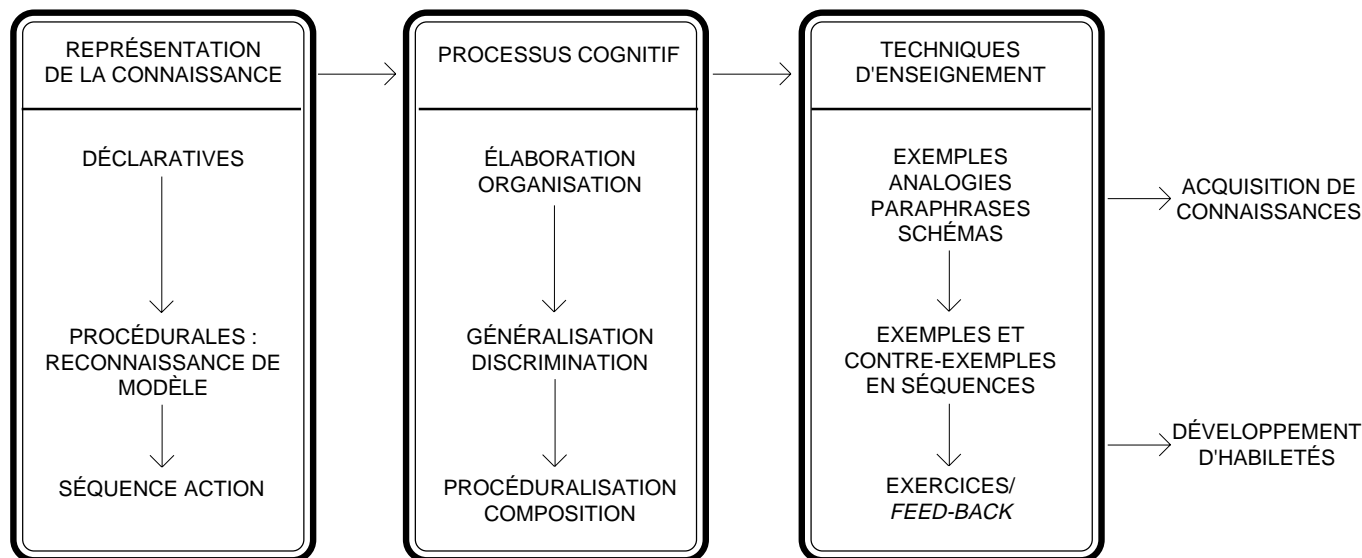 REPRÉSENTATION
DE LA CONNAISSANCE
DÉCLARATIVES
PROCÉDURALES :
RECONNAISSANCE DE
MODÈLE
SÉQUENCE ACTION
PROCESSUS COGNITIF
ÉLABORATION
ORGANISATION
GÉNÉRALISATION
DISCRIMINATION
PROCÉDURALISATION
COMPOSITION
TECHNIQUES
D'ENSEIGNEMENT
EXEMPLES
ANALOGIES
PARAPHRASES
SCHÉMAS
EXEMPLES ET
CONTRE-EXEMPLES
EN SÉQUENCES
EXERCICES/
FEED-BACK
ACQUISITION DE
CONNAISSANCES
DÉVELOPPEMENT
D'HABILETÉS